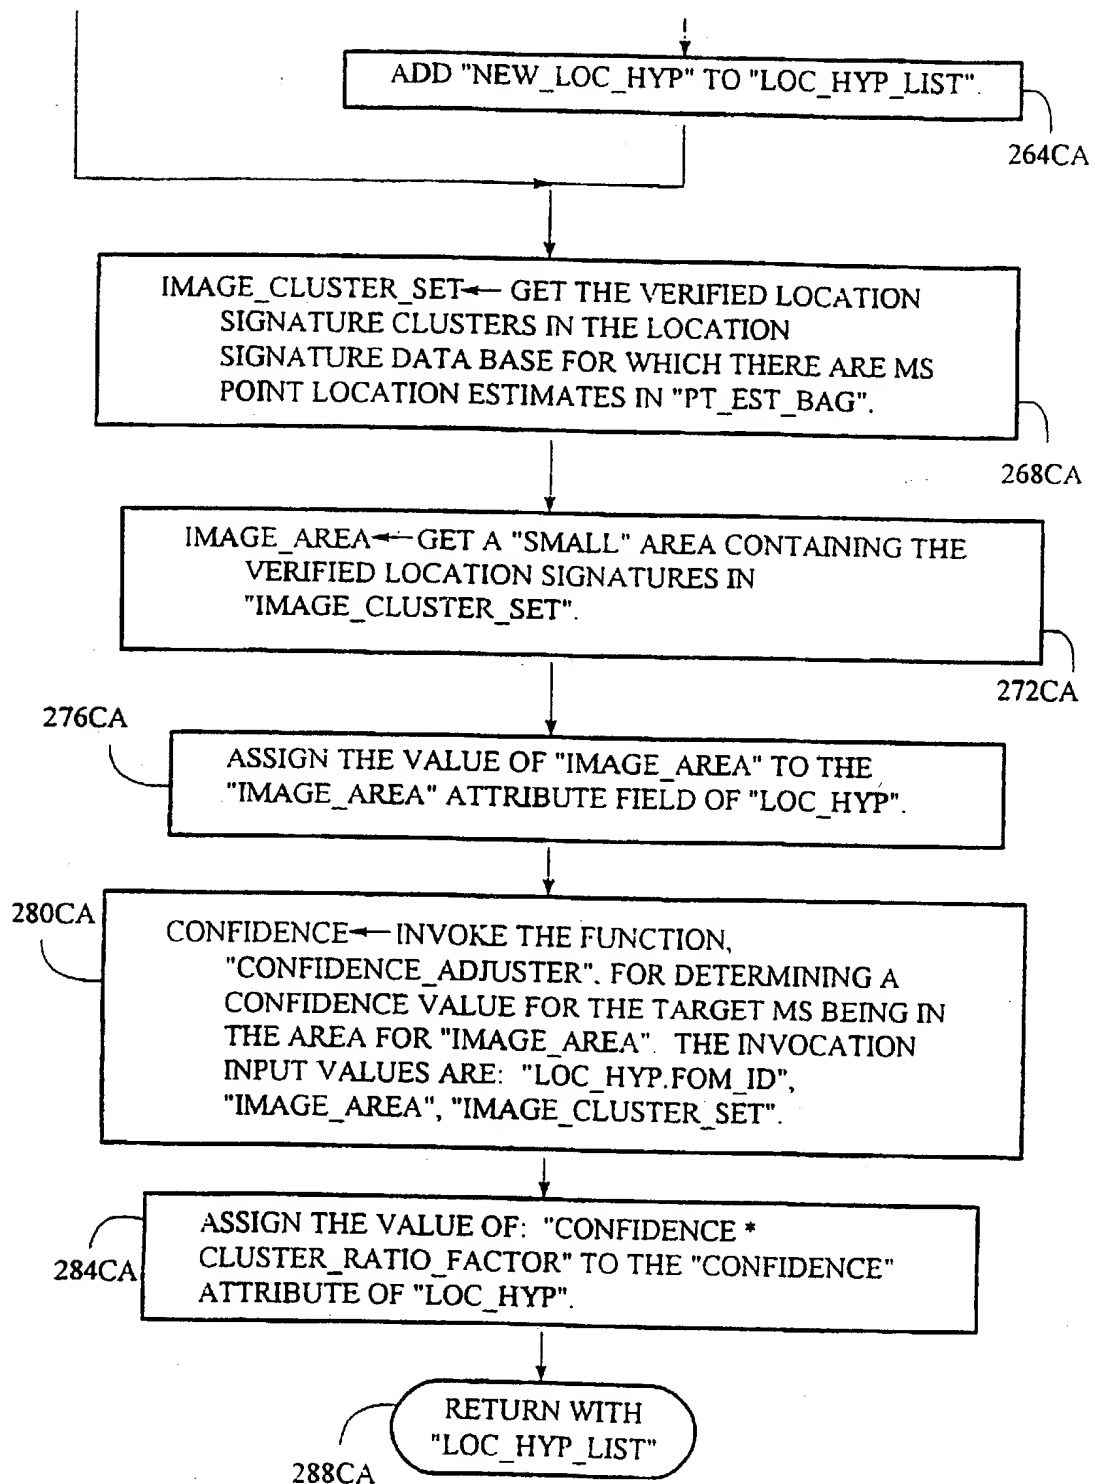 ADD "NEW_LOC_HYP" TO "LOC_HYP_LIST".
264CA
IMAGE_CLUSTER_SET← GET THE VERIFIED LOCATION
SIGNATURE CLUSTERS IN THE LOCATION
SIGNATURE DATA BASE FOR WHICH THERE ARE MS
POINT LOCATION ESTIMATES IN "PT_EST_BAG".
268CA
IMAGE_AREA←GET A "SMALL" AREA CONTAINING THE
VERIFIED LOCATION SIGNATURES IN
"IMAGE_CLUSTER_SET".
272CA
276CA
ASSIGN THE VALUE OF "IMAGE_AREA" TO THE
"IMAGE_AREA" ATTRIBUTE FIELD OF "LOC_HYP".
280CA
CONFIDENCE← INVOKE THE FUNCTION,
"CONFIDENCE_ADJUSTER". FOR DETERMINING A
CONFIDENCE VALUE FOR THE TARGET MS BEING IN
THE AREA FOR "IMAGE_AREA". THE INVOCATION
INPUT VALUES ARE: "LOC_HYP.FOM_ID",
"IMAGE_AREA", "IMAGE_CLUSTER_SET".
ASSIGN THE VALUE OF: "CONFIDENCE *
CLUSTER_RATIO_FACTOR" TO THE "CONFIDENCE"
ATTRIBUTE OF "LOC_HYP".
284CA
RETURN WITH
"LOC_HYP_LIST"
288CA